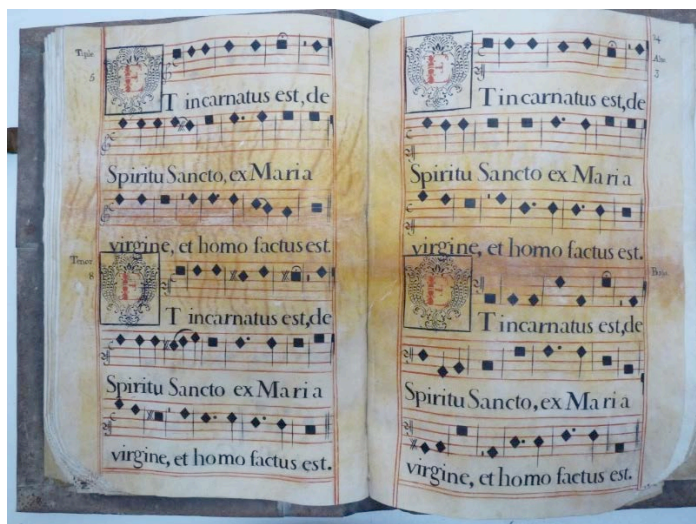 Tiple
5
T incarnatus est, de
Spiritu Sancto, ex Maria
virgine, et homo factus est.
Tenor
8
T incarnatus est, de
Spiritu Sancto ex Maria
virgine, et homo factus est.
14
Alto
3
T incarnatus est, de
Spiritu Sancto ex Maria
virgine, et homo factus est.
T incarnatus est, de
Spiritu Sancto, ex Maria
virgine, et homo factus est.